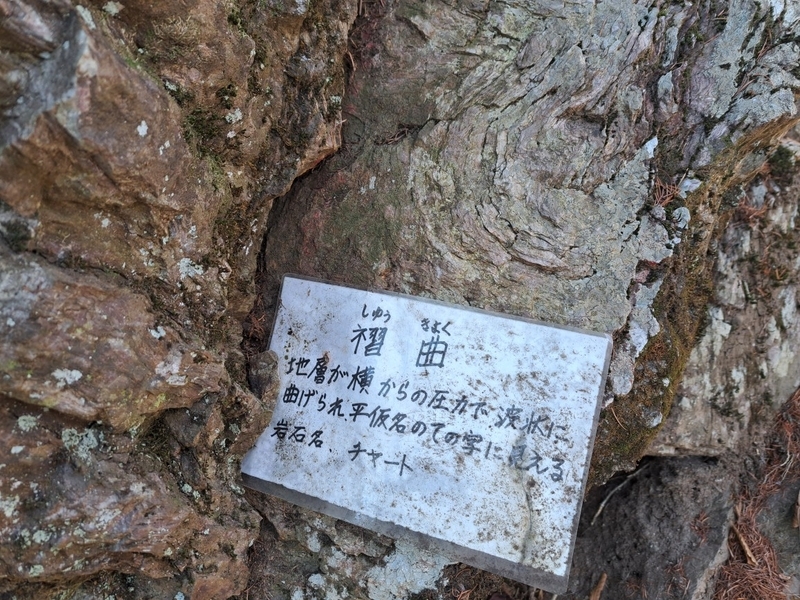 しゅう きよく
褶曲
地層が横からの圧力で波状に
曲げられ、平仮名のての字に見える
岩石名 チャート